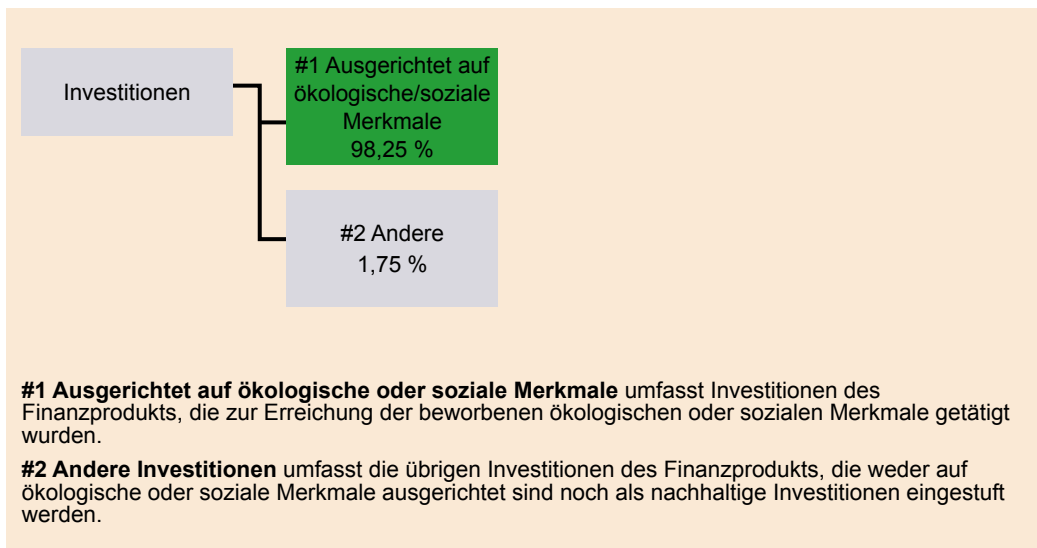 Investitionen
#1 Ausgerichtet auf
ökologische/soziale
Merkmale
98,25 %
#2 Andere
1,75 %
#1 Ausgerichtet auf ökologische oder soziale Merkmale umfasst Investitionen des
Finanzprodukts, die zur Erreichung der beworbenen ökologischen oder sozialen Merkmale getätigt
wurden.
#2 Andere Investitionen umfasst die übrigen Investitionen des Finanzprodukts, die weder auf
ökologische oder soziale Merkmale ausgerichtet sind noch als nachhaltige Investitionen eingestuft
werden.